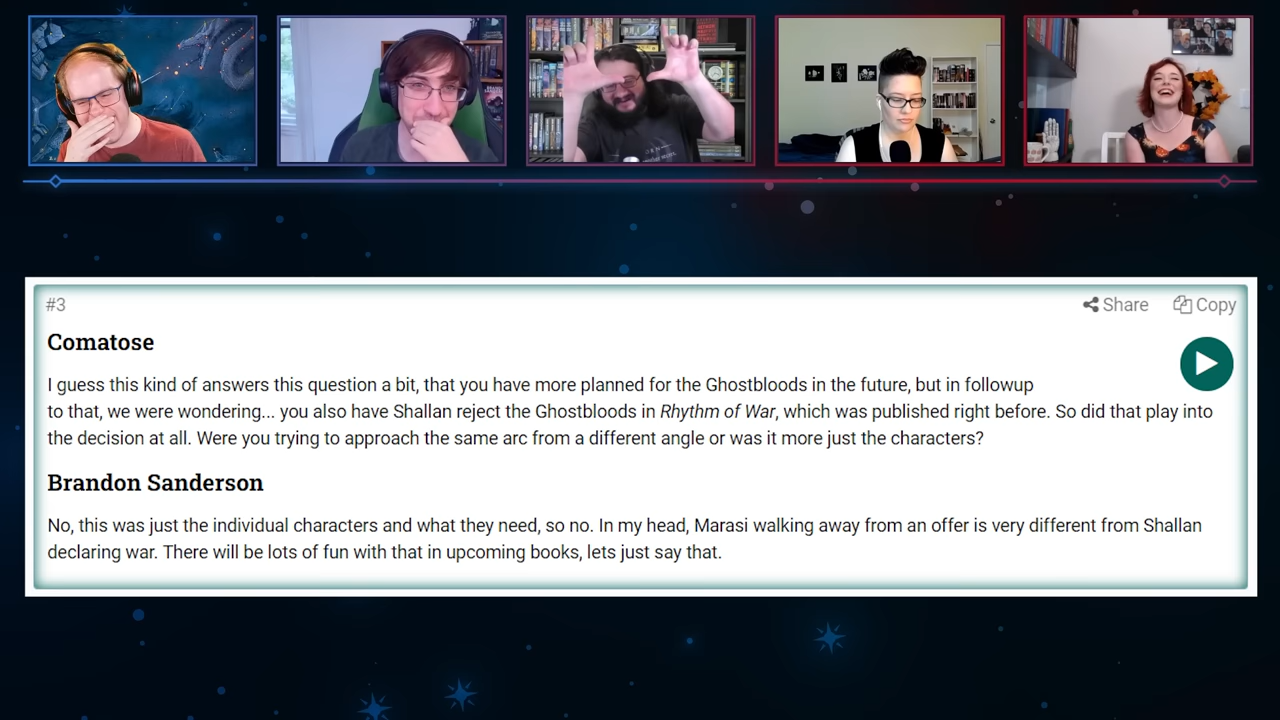 #3
Share Copy
Comatose
I guess this kind of answers this question a bit, that you have more planned for the Ghostbloods in the future, but in followup
to that, we were wondering... you also have Shallan reject the Ghostbloods in Rhythm of War, which was published right before. So did that play into
the decision at all. Were you trying to approach the same arc from a different angle or was it more just the characters?
Brandon Sanderson
No, this was just the individual characters and what they need, so no. In my head, Marasi walking away from an offer is very different from Shallan
declaring war. There will be lots of fun with that in upcoming books, lets just say that.